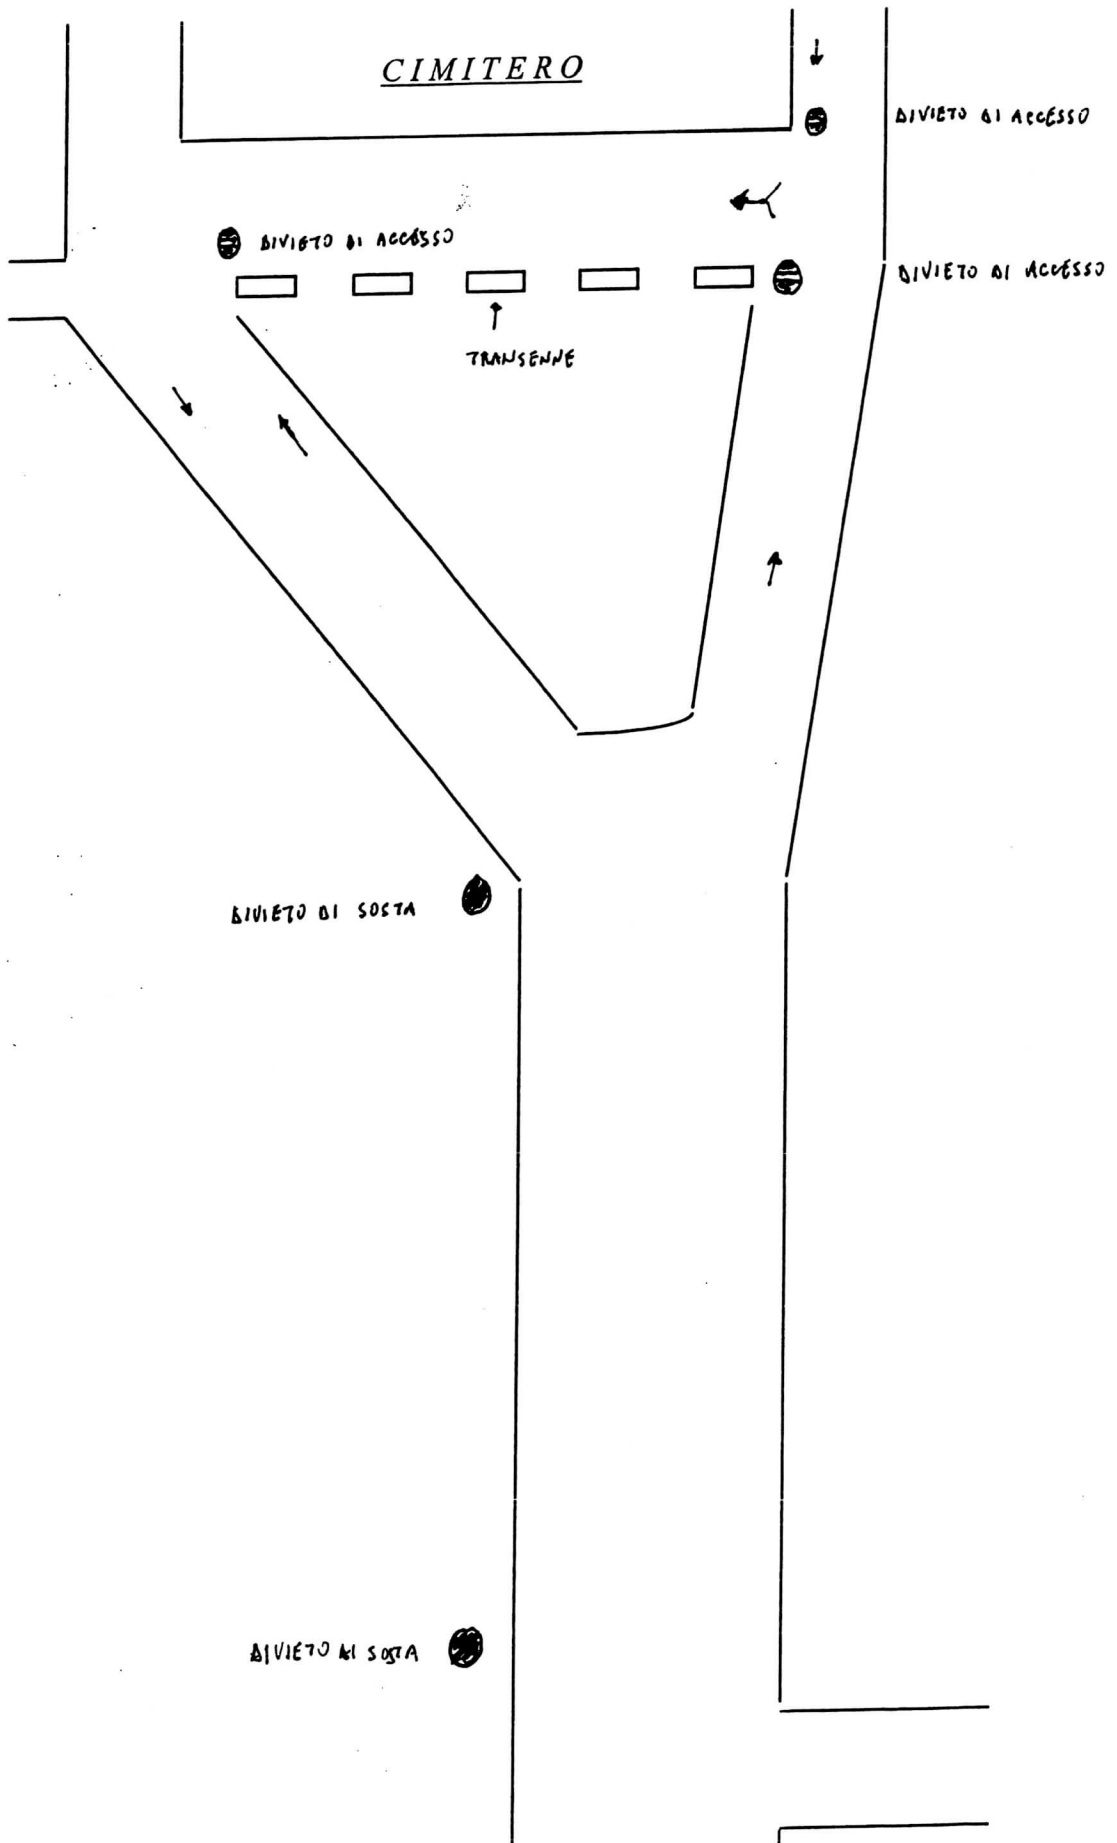 CIMITERO
DIVIETO DI ACCESSO
DIVIETO DI ACCESSO
DIVIETO DI ACCESSO
TRANSENNE
DIVIETO DI SOSTA
DIVIETO DI SOSTA